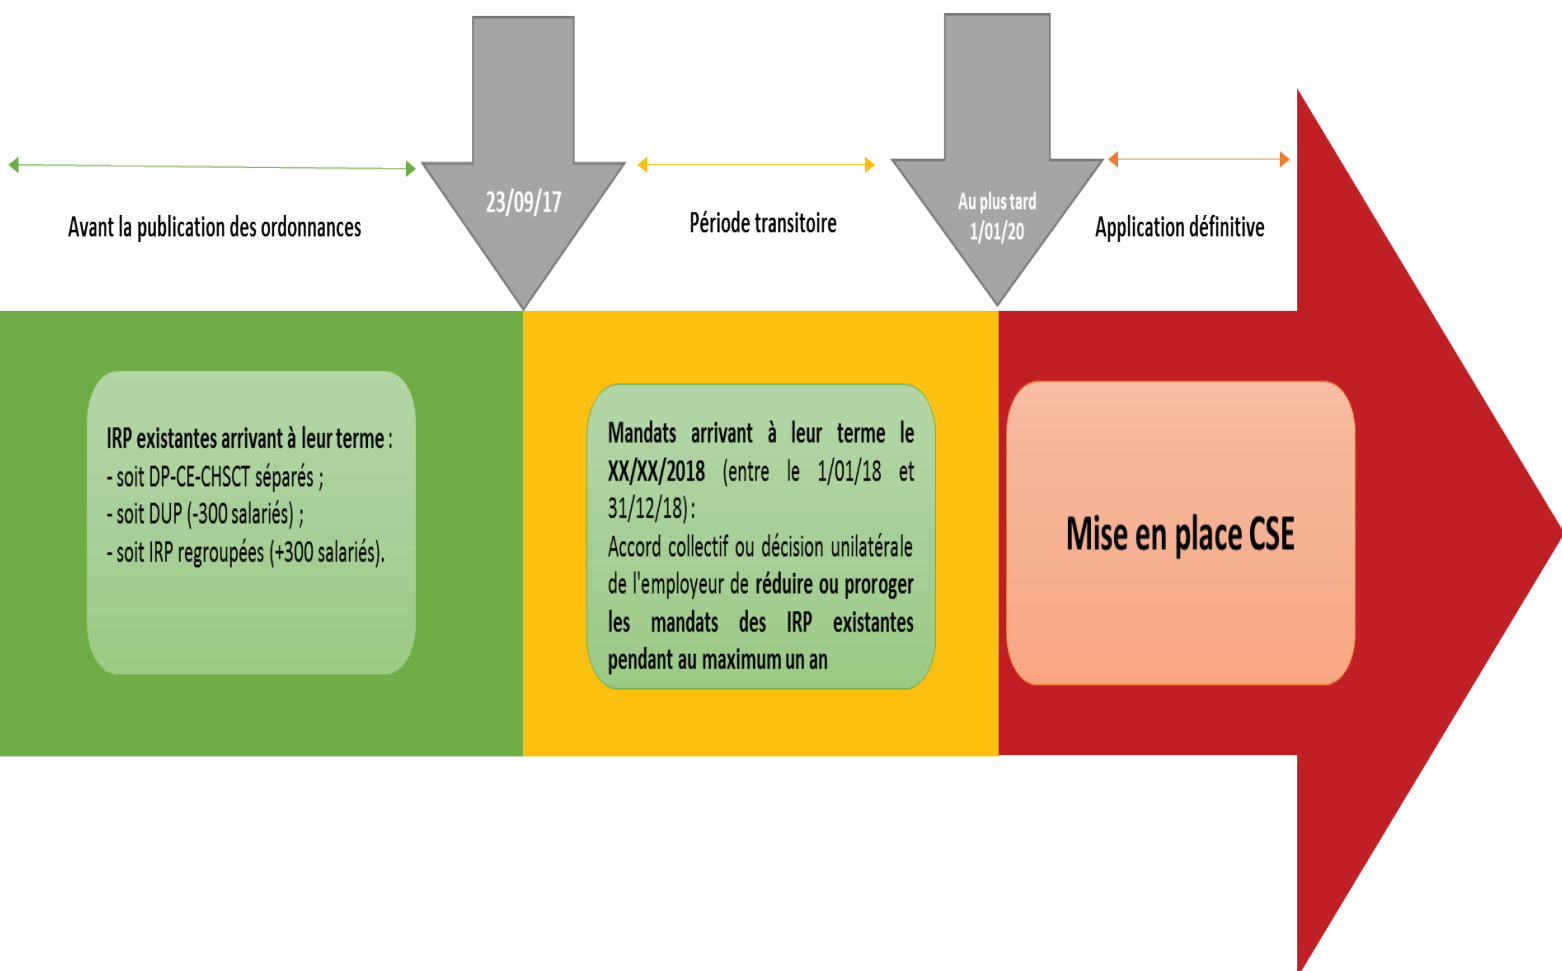 23/09/17
Au plus tard
1/01/20
Avant la publication des ordonnances
Période transitoire
Application définitive
IRP existantes arrivant à leur terme :
- soit DP-CE-CHSCT séparés ;
- soit DUP (-300 salariés) ;
- soit IRP regroupées (+300 salariés).
Mandats arrivant à leur terme le
XX/XX/2018 (entre le 1/01/18 et
31/12/18) :
Accord collectif ou décision unilatérale
de l'employeur de réduire ou proroger
les mandats des IRP existantes
pendant au maximum un an
Mise en place CSE